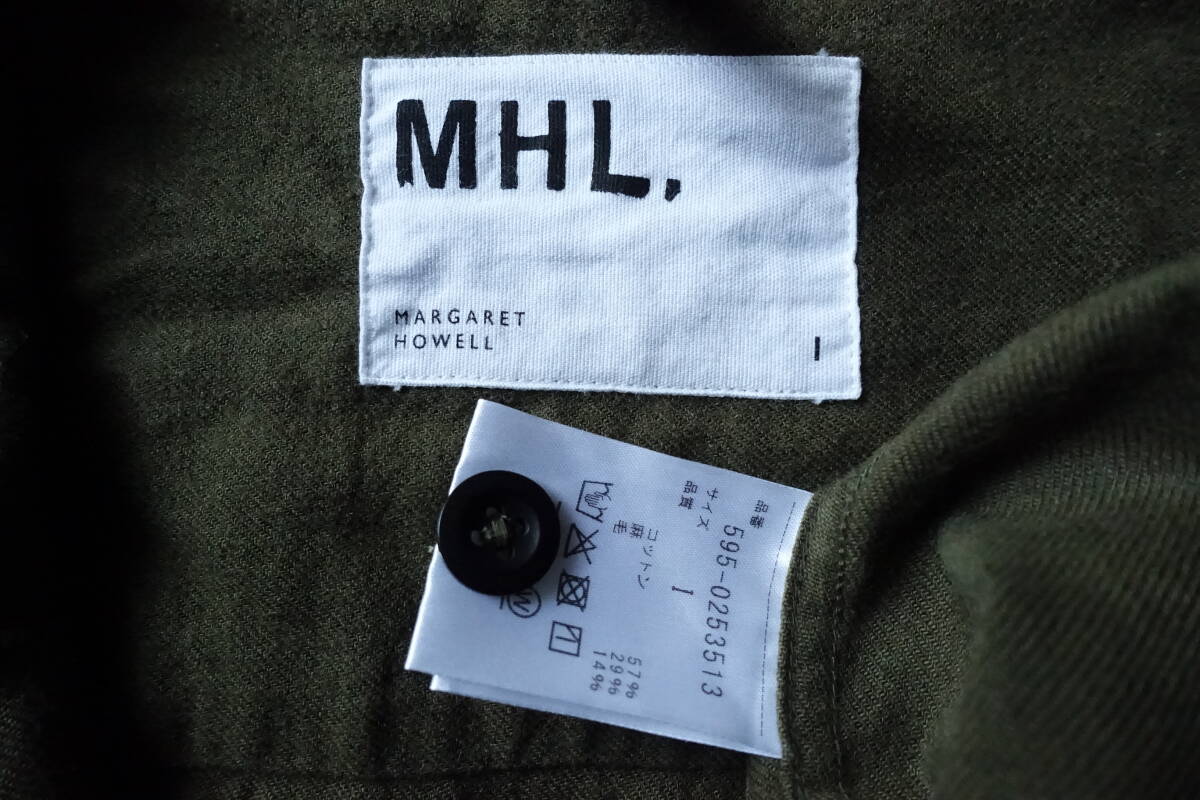 MHL.
MARGARET
HOWELL
I
品番 595-0253513
サイズ I
品質
コットン 57%
麻 29%
毛 14%
W